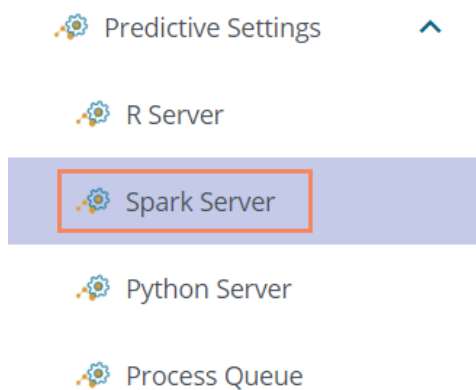 Predictive Settings
R Server
Spark Server
Python Server
Process Queue